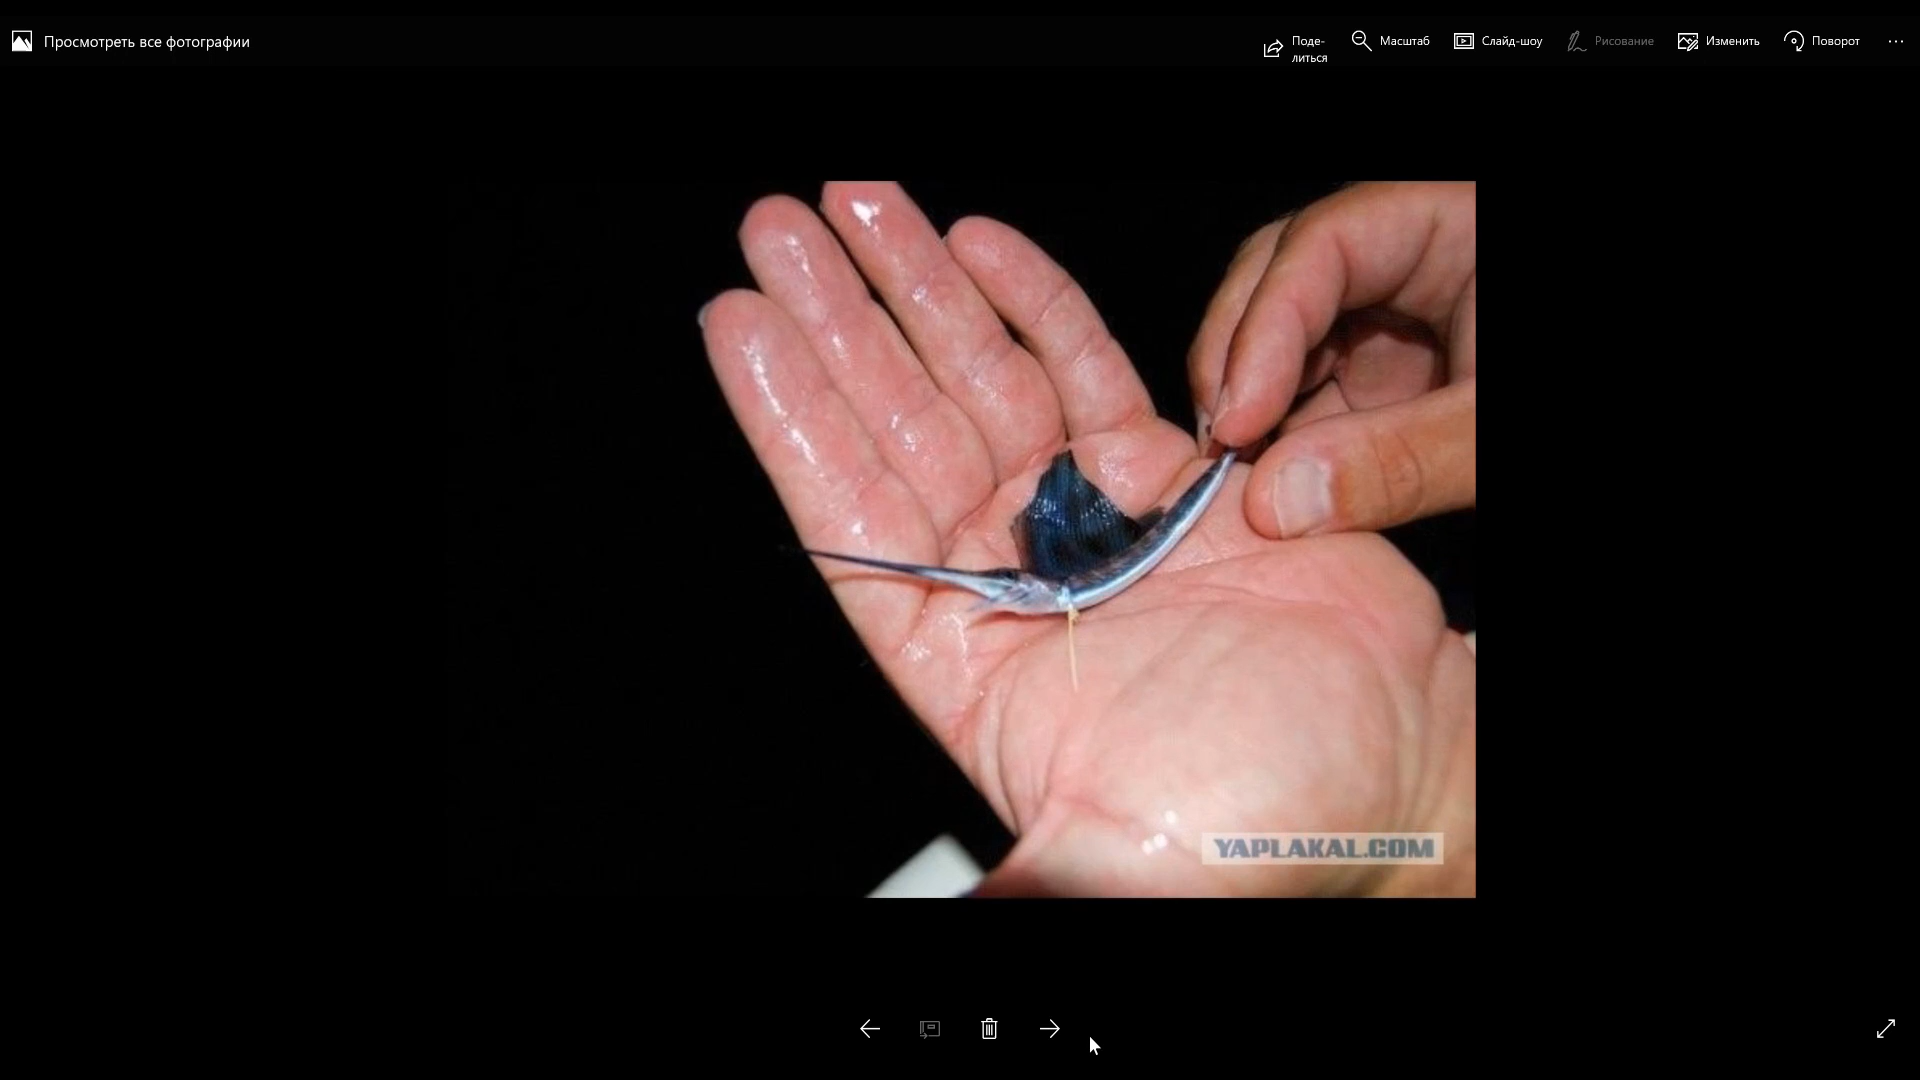 Просмотреть все фотографии
Поде-
литься
Масштаб
Слайд-шоу
Рисование
Изменить
Поворот
YAPLAKAL.COM